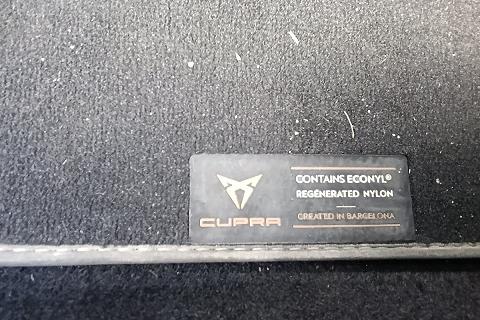 CONTAINS ECONYL®
REGENERATED NYLON
CUPRA
CREATED IN BARCELONA